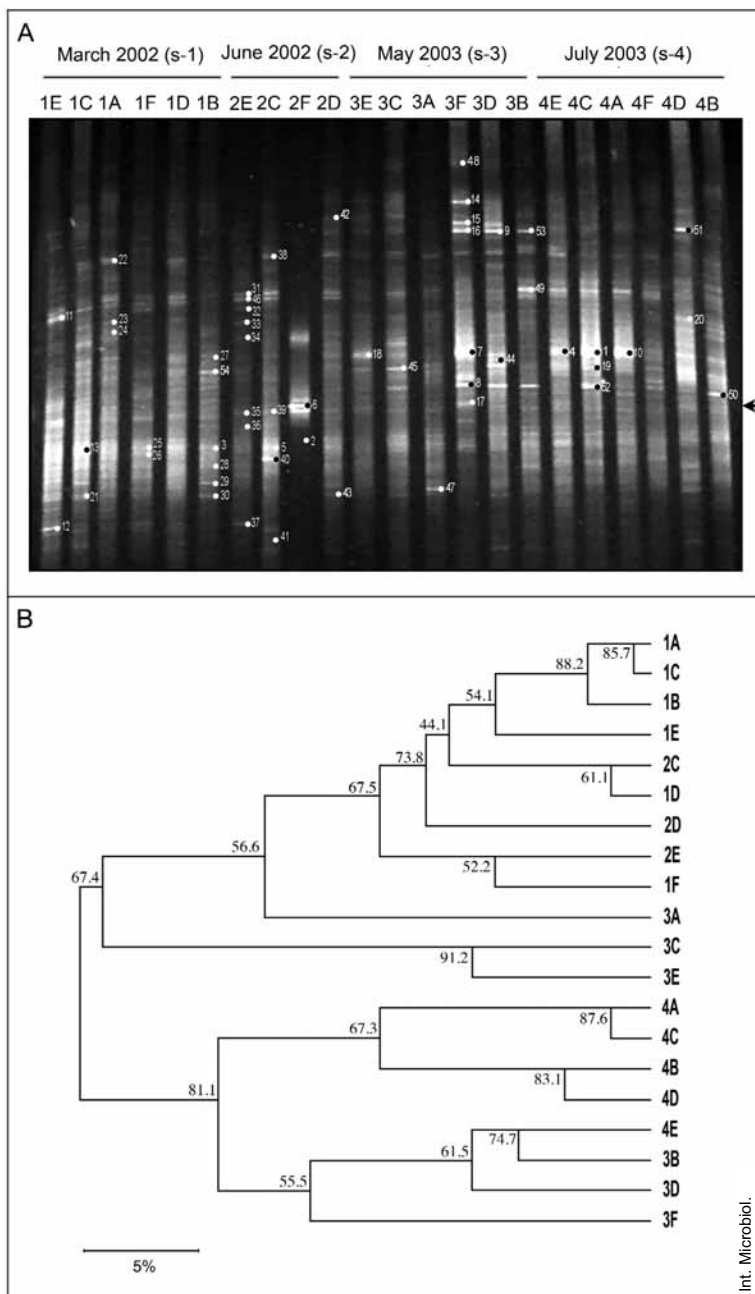 A
March 2002 (s-1) June 2002 (s-2) May 2003 (s-3) July 2003 (s-4)
1E 1C 1A 1F 1D 1B 2E 2C 2F 2D 3E 3C 3A 3F 3D 3B 4E 4C 4A 4F 4D 4B
48
14
42
15
16 9 53 51
38
22
31 49
46
32
11 23 33 20
24
34
27 18 7 4 1 10
44
54 45 19
8 52
50
39 6 17
35
36
2
13 25 3 5
26
28 40
29
47
21 30 43
12 37
41
B
1A
85.7
88.2
1C
54.1
1B
44.1
1E
73.8
2C
67.5
61.1
1D
2D
56.6
2E
52.2
67.4
1F
3A
3C
91.2
3E
4A
67.3
87.6
4C
4B
81.1
83.1
4D
4E
61.5
74.7
3B
55.5
3D
3F
5%
Int. Microbiol.